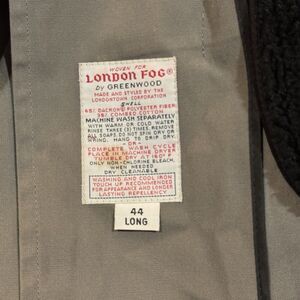 WOVEN FOR
LONDON FOG®
by GREENWOOD
MADE AND STYLED BY THE
LONDONTOWN CORPORATION
SHELL
65% DACRON® POLYESTER FIBER
35% COMBED COTTON
MACHINE WASH SEPARATELY
WITH WARM OR COLD WATER
RINSE THREE (3) TIMES. REMOVE
ALL SOAPS. DO NOT SPIN DRY OR
WRING. HAND TO DRIP DRY.
-OR-
COMPLETE WASH CYCLE
PLACE IN MACHINE DRYER
TUMBLE DRY AT 160° F
ONLY NON-CHLORINE BLEACH,
WHEN NEEDED
DRY CLEANABLE
WASHING AND COOL IRON
TOUCH UP RECOMMENDED
FOR APPEARANCE AND LONGER
LASTING REPELLENCY.
44
LONG